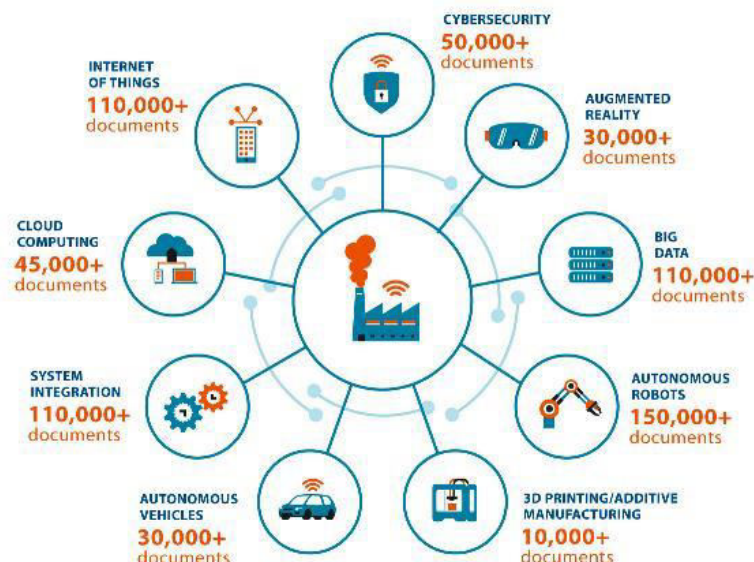 CYBERSECURITY
50,000+
documents
INTERNET
OF THINGS
110,000+
documents
AUGMENTED
REALITY
30,000+
documents
CLOUD
COMPUTING
45,000+
documents
BIG
DATA
110,000+
documents
SYSTEM
INTEGRATION
110,000+
documents
AUTONOMOUS
ROBOTS
150,000+
documents
AUTONOMOUS
VEHICLES
30,000+
documents
3D PRINTING/ADDITIVE
MANUFACTURING
10,000+
documents